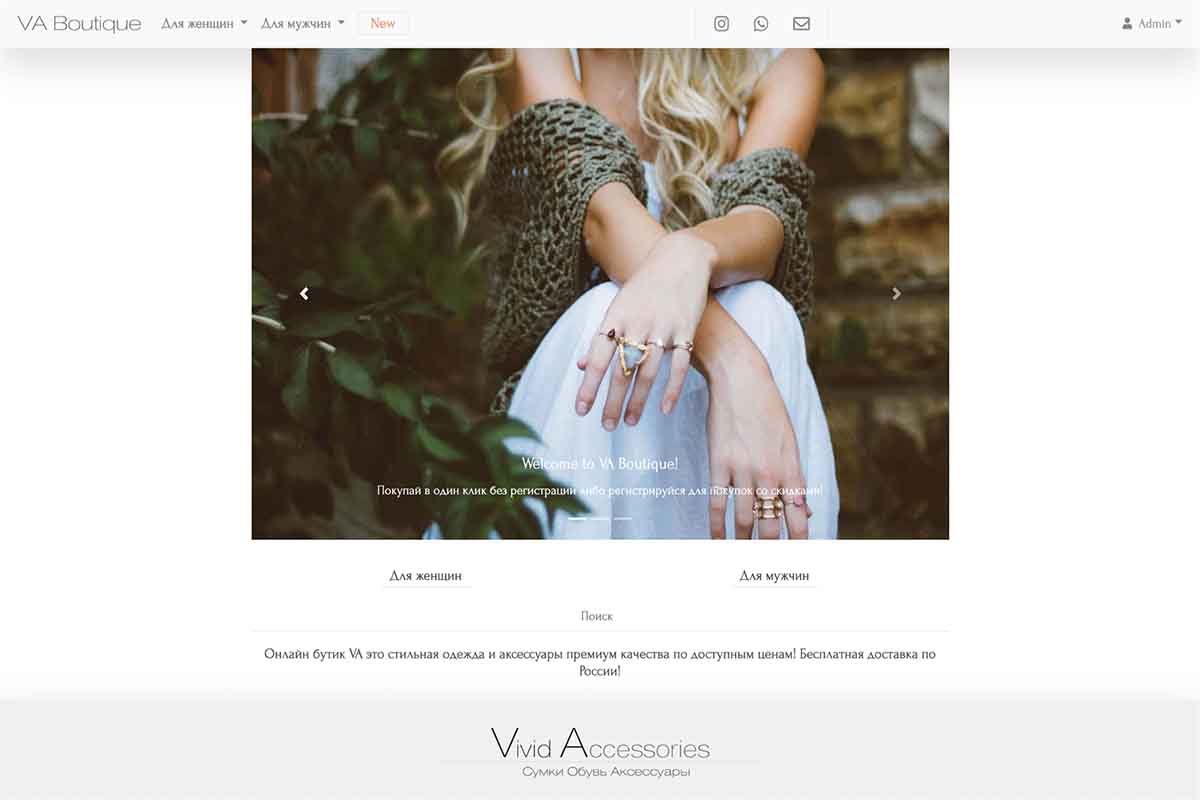 VA Boutique Для женщин Для мужчин New Admin
Welcome to VA Boutique!
Покупай в один клик без регистрации либо регистрируйся для покупок со скидками!
Для женщин Для мужчин
Поиск
Онлайн бутик VA это стильная одежда и аксессуары премиум качества по доступным ценам! Бесплатная доставка по
России!
Vivid Accessories
Сумки Обувь Аксессуары